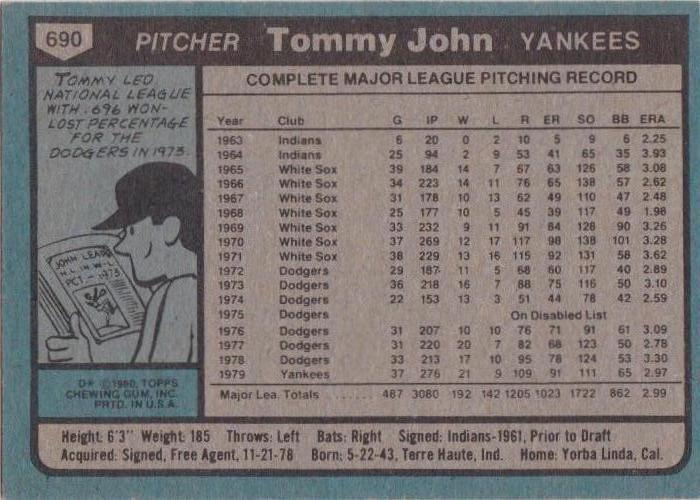 690 PITCHER Tommy John YANKEES
TOMMY LED
NATIONAL LEAGUE
WITH .696 WON-
LOST PERCENTAGE
FOR THE
DODGERS IN 1973.
JOHN LEADS
N.L. IN W-L
PCT - 1973
D✶ ©1980, TOPPS
CHEWING GUM, INC.
PRTD. IN U.S.A.
COMPLETE MAJOR LEAGUE PITCHING RECORD
Year Club G IP W L R ER SO BB ERA
1963 Indians 6 20 0 2 10 5 9 6 2.25
1964 Indians 25 94 2 9 53 41 65 35 3.93
1965 White Sox 39 184 14 7 67 63 126 58 3.08
1966 White Sox 34 223 14 11 76 65 138 57 2.62
1967 White Sox 31 178 10 13 62 49 110 47 2.48
1968 White Sox 25 177 10 5 45 39 117 49 1.98
1969 White Sox 33 232 9 11 91 84 128 90 3.26
1970 White Sox 37 269 12 17 117 98 138 101 3.28
1971 White Sox 38 229 13 16 115 92 131 58 3.62
1972 Dodgers 29 187 11 5 68 60 117 40 2.89
1973 Dodgers 36 218 16 7 88 75 116 50 3.10
1974 Dodgers 22 153 13 3 51 44 78 42 2.59
1975 Dodgers On Disabled List
1976 Dodgers 31 207 10 10 76 71 91 61 3.09
1977 Dodgers 31 220 20 7 82 68 123 50 2.78
1978 Dodgers 33 213 17 10 95 78 124 53 3.30
1979 Yankees 37 276 21 9 109 91 111 65 2.97
Major Lea. Totals ...... 487 3080 192 142 1205 1023 1722 862 2.99
Height: 6'3" Weight: 185 Throws: Left Bats: Right Signed: Indians-1961, Prior to Draft
Acquired: Signed, Free Agent, 11-21-78 Born: 5-22-43, Terre Haute, Ind. Home: Yorba Linda, Cal.